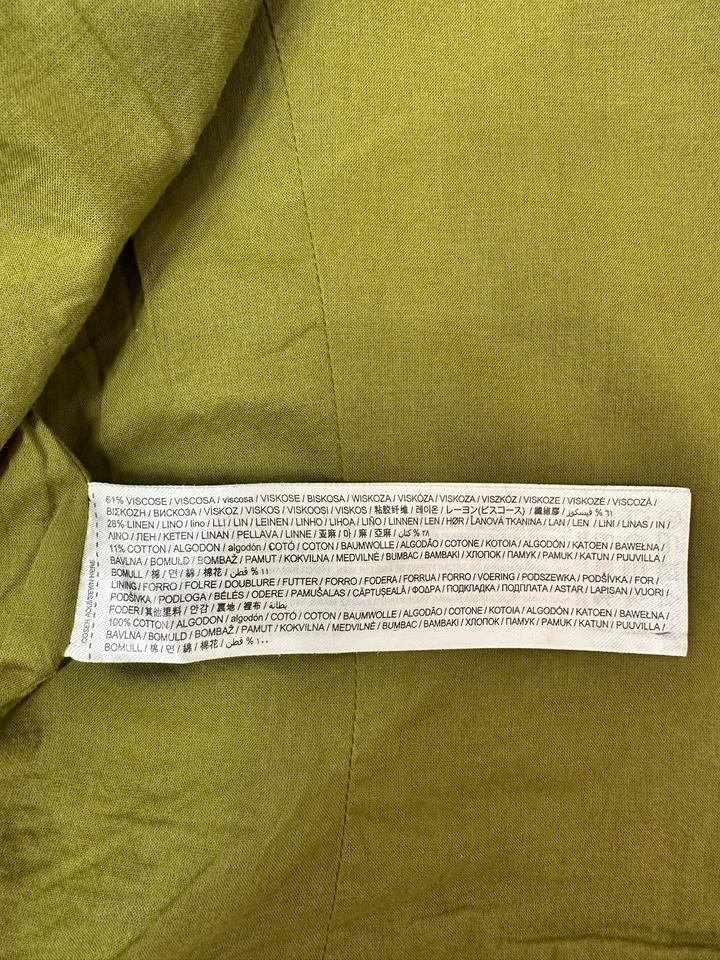 61% VISCOSE / VISCOSA / viscosa / VISKOSE / BISKOSA / WISKOZA / VISKÓZA / VISKOZA / VISZKÓZ / VISKOZE / VISKOZĖ / VISCOZĂ /
ΒΙΣΚΟΖΗ / ВИСКОЗА / VİSKOZ / VISKOS / VISKOOSI / VISKOS / 粘胶纤维 / 레이온 / レーヨン(ビスコース) / 纖維膠 / فيسكوز % ٦١
28% LINEN / LINO / lino / LLI / LIN / LEINEN / LINHO / LIHOA / LIÑO / LINNEN / LEN / HØR / ĽANOVÁ TKANINA / LAN / LEN / LINI / LINAS / IN /
ΛΙΝΟ / ЛЕН / KETEN / LINAN / PELLAVA / LINNE / 亚麻 / 마 / 麻 / 亞麻 / كتان % ٢٨
11% COTTON / ALGODON / algodón / COTÓ / COTON / BAUMWOLLE / ALGODÃO / COTONE / KOTOIA / ALGODÓN / KATOEN / BAWEŁNA /
BAVLNA / BOMULD / BOMBAŽ / PAMUT / KOKVILNA / MEDVILNĖ / BUMBAC / ΒΑΜΒΑΚΙ / ХЛОПОК / ПАМУК / PAMUK / KATUN / PUUVILLA /
BOMULL / 棉 / 면 / 綿 / 棉花 / قطن % ١١
LINING / FORRO / FOLRE / DOUBLURE / FUTTER / FORRO / FODERA / FORRUA / FORRO / VOERING / PODSZEWKA / PODŠÍVKA / FOR /
PODŠÍVKA / PODLOGA / BÉLÉS / ODERE / PAMUŠALAS / CĂPTUŞEALĂ / ΦΟΔΡΑ / ПОДКЛАДКА / ПОДПЛАТА / ASTAR / LAPISAN / VUORI /
FODER / 其他里料 / 안감 / 裏地 / 裡布 / بطانة
100% COTTON / ALGODON / algodón / COTÓ / COTON / BAUMWOLLE / ALGODÃO / COTONE / KOTOIA / ALGODÓN / KATOEN / BAWEŁNA /
BAVLNA / BOMULD / BOMBAŽ / PAMUT / KOKVILNA / MEDVILNĖ / BUMBAC / ΒΑΜΒΑΚΙ / ХЛОПОК / ПАМУК / PAMUK / KATUN / PUUVILLA /
BOMULL / 棉 / 면 / 綿 / 棉花 / قطن % ١٠٠
COSER AQUI/SEWN HERE